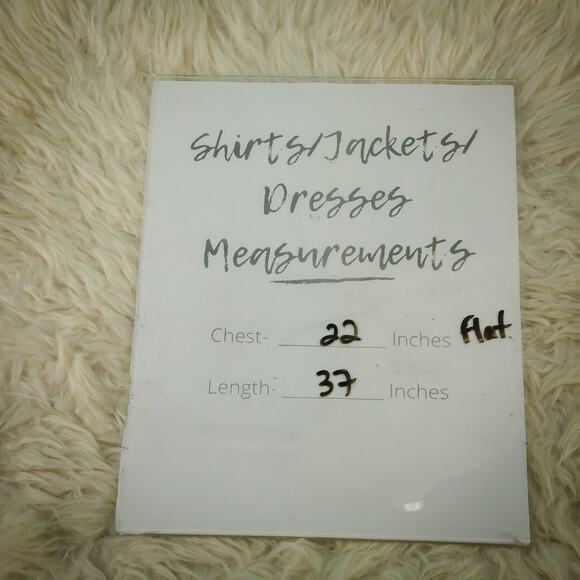 Shirts/Jackets/
Dresses
Measurements
Chest- 22 Inches Flat
Length- 37 Inches